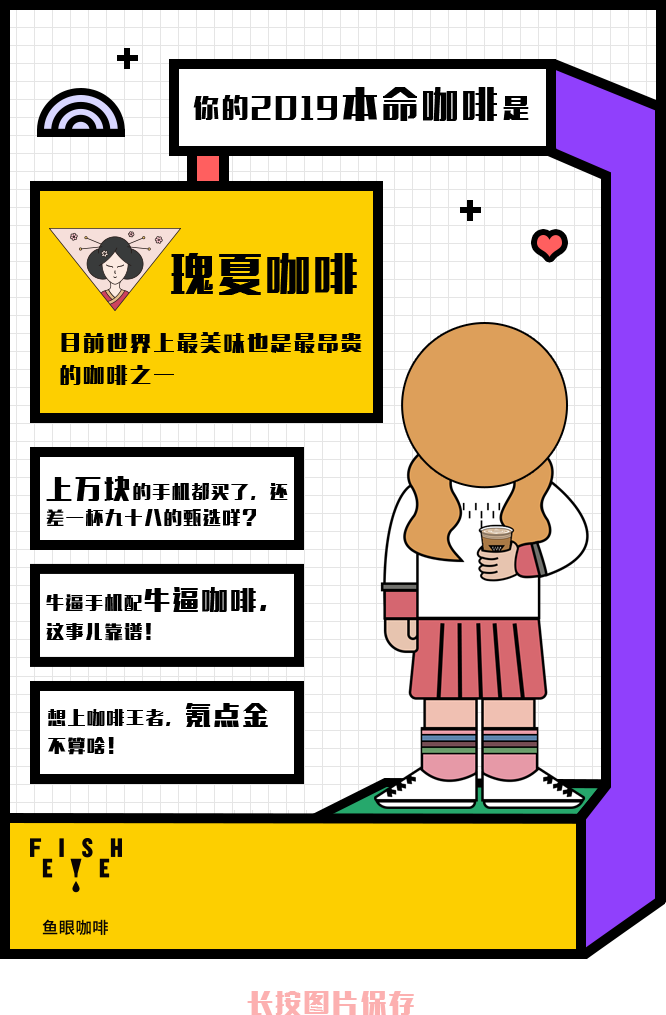 你的2019本命咖啡是
瑰夏咖啡
目前世界上最美味也是最昂贵
的咖啡之一
上万块的手机都买了，还
差一杯九十八的甄选咩？
牛逼手机配牛逼咖啡，
这事儿靠谱！
想上咖啡王者，氪点金
不算啥！
FISH
EYE
鱼眼咖啡
长按图片保存